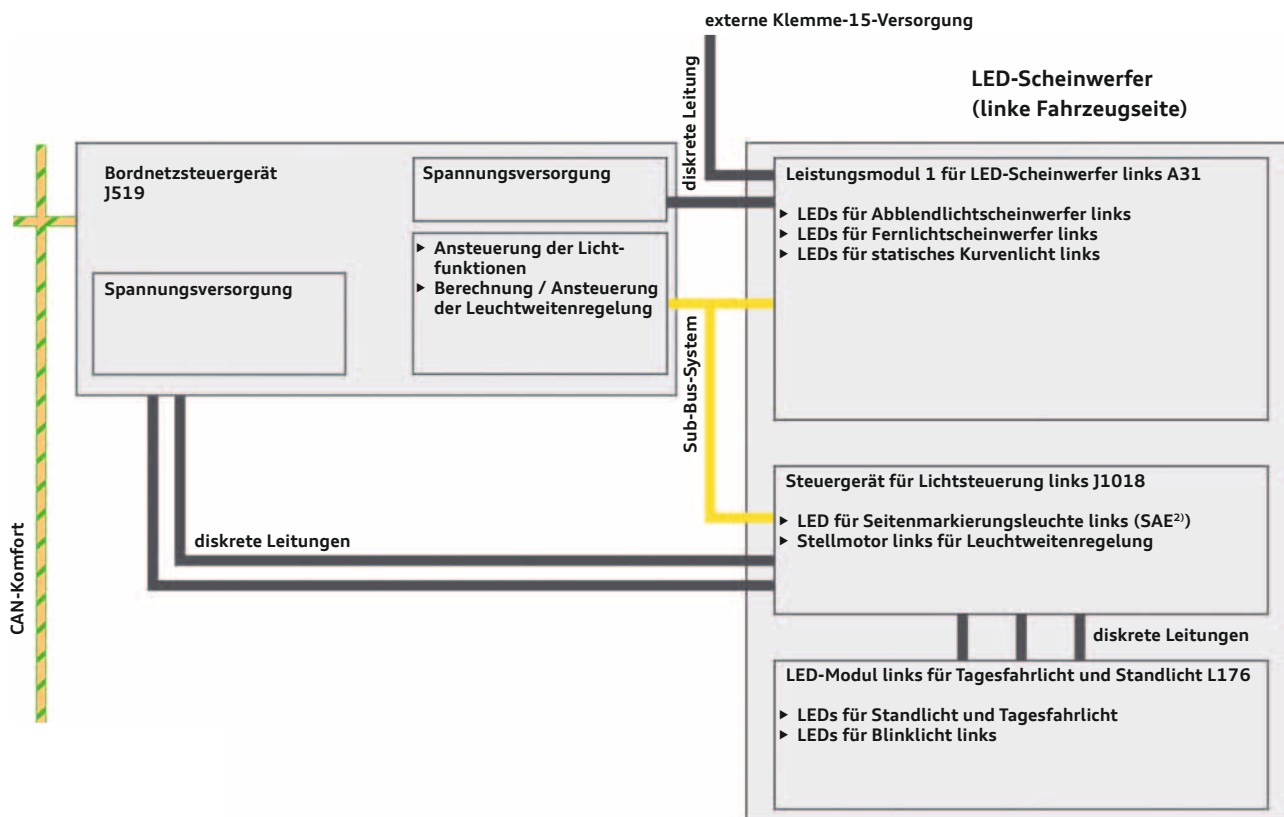 externe Klemme-15-Versorgung
LED-Scheinwerfer
(linke Fahrzeugseite)
diskrete Leitung
Bordnetzsteuergerät
J519
Spannungsversorgung
Spannungsversorgung
▸ Ansteuerung der Licht-
funktionen
▸ Berechnung / Ansteuerung
der Leuchtweitenregelung
Leistungsmodul 1 für LED-Scheinwerfer links A31
▸ LEDs für Abblendlichtscheinwerfer links
▸ LEDs für Fernlichtscheinwerfer links
▸ LEDs für statisches Kurvenlicht links
Sub-Bus-System
Steuergerät für Lichtsteuerung links J1018
▸ LED für Seitenmarkierungsleuchte links (SAE²⁾)
▸ Stellmotor links für Leuchtweitenregelung
diskrete Leitungen
CAN-Komfort
diskrete Leitungen
LED-Modul links für Tagesfahrlicht und Standlicht L176
▸ LEDs für Standlicht und Tagesfahrlicht
▸ LEDs für Blinklicht links